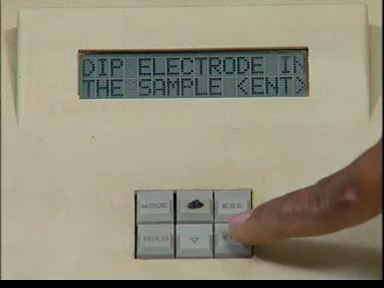 DIP ELECTRODE IN
THE SAMPLE <ENT>
MODE
ESC
HOLD